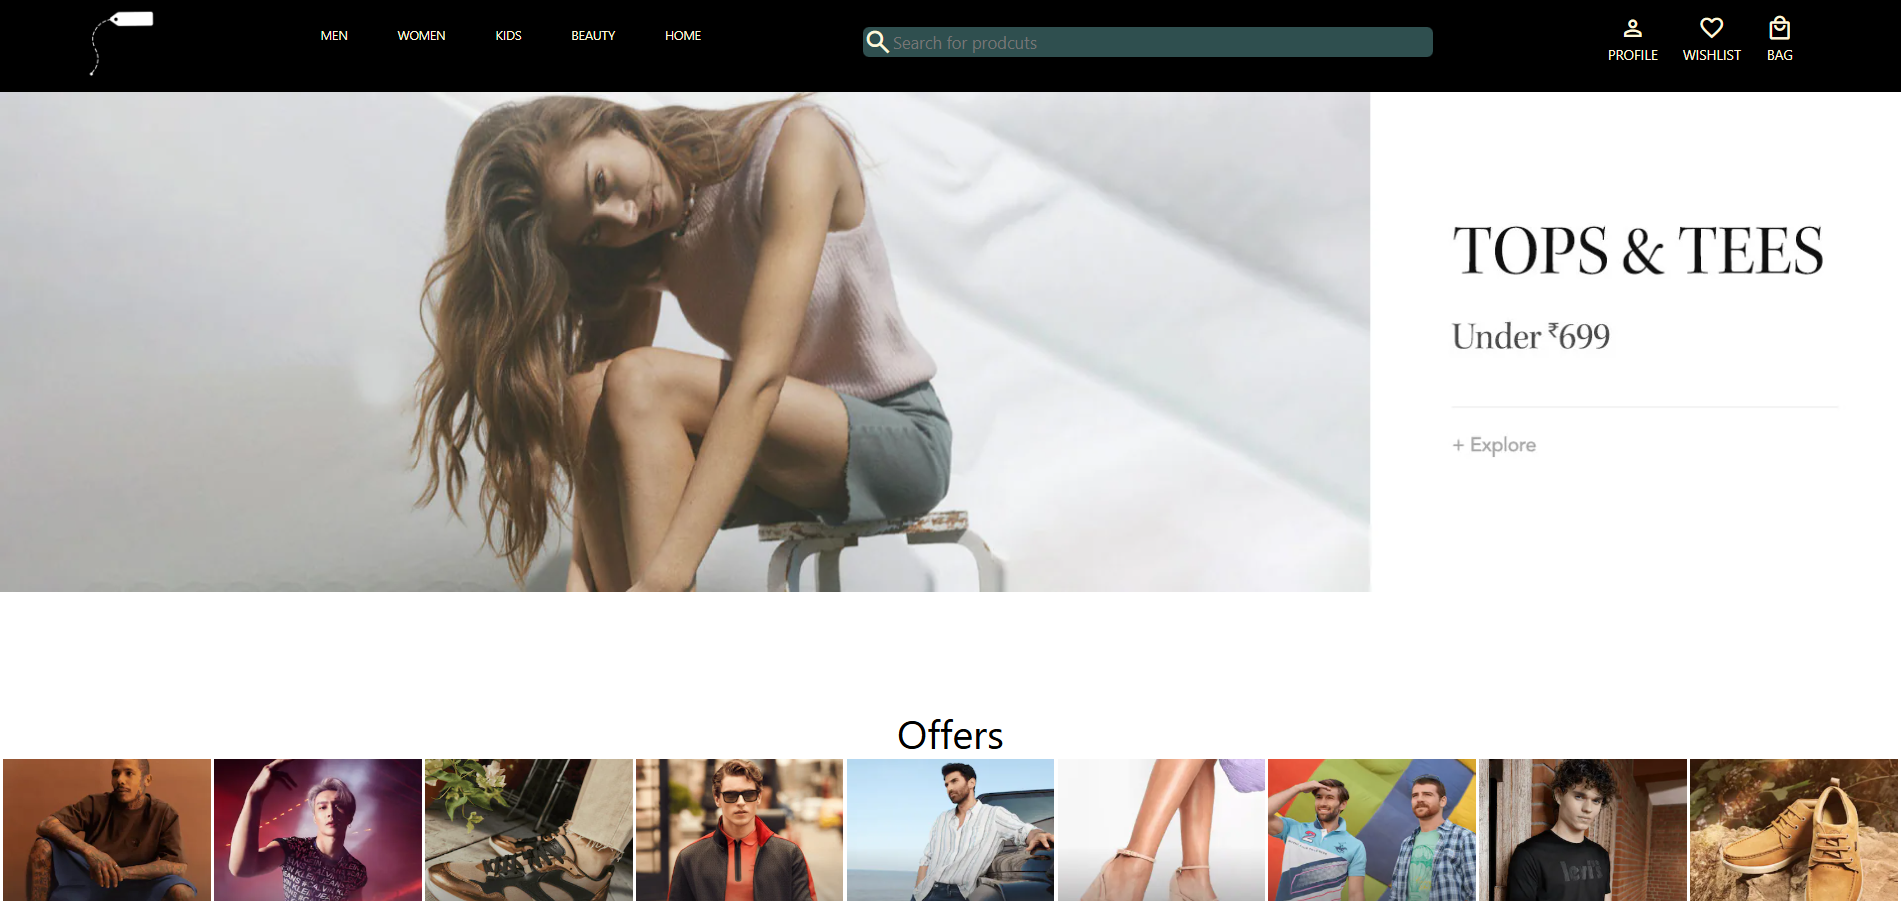 MEN WOMEN KIDS BEAUTY HOME
Search for prodcuts
PROFILE WISHLIST BAG
TOPS & TEES
Under ₹699
+ Explore
Offers